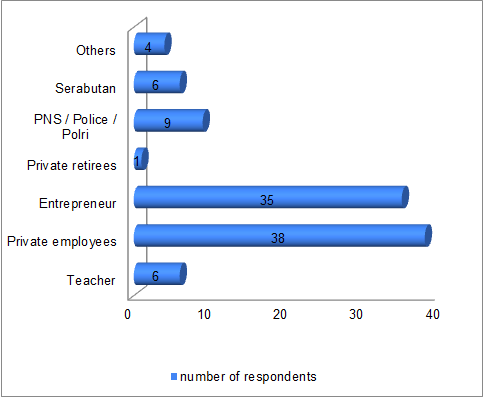 Others
4
Serabutan
6
PNS / Police /
Polri
9
Private retirees
1
Entrepreneur
35
Private employees
38
Teacher
6
0 10 20 30 40
number of respondents